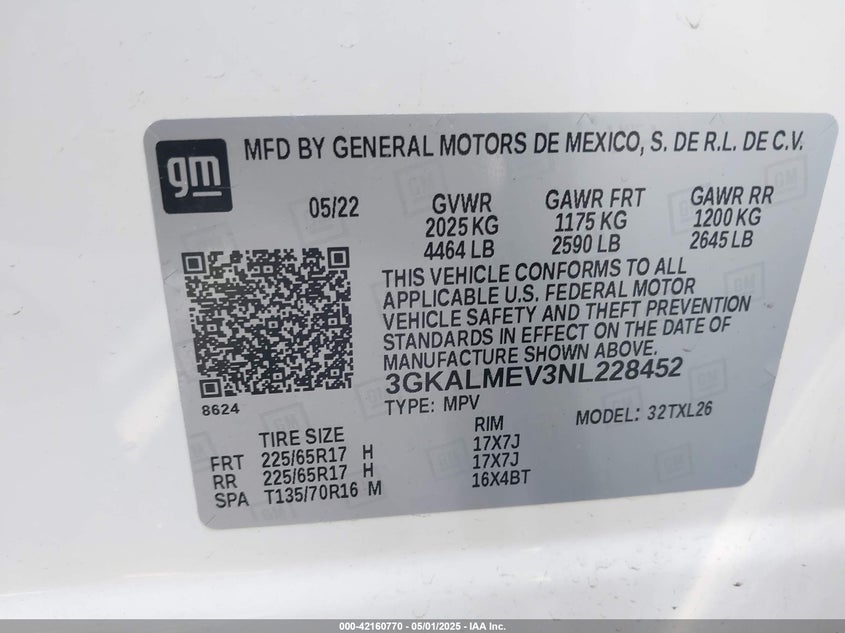 gm
MFD BY GENERAL MOTORS DE MEXICO, S. DE R.L. DE C.V.
05/22 GVWR GAWR FRT GAWR RR
2025 KG 1175 KG 1200 KG
4464 LB 2590 LB 2645 LB
THIS VEHICLE CONFORMS TO ALL
APPLICABLE U.S. FEDERAL MOTOR
VEHICLE SAFETY AND THEFT PREVENTION
STANDARDS IN EFFECT ON THE DATE OF
MANUFACTURE SHOWN ABOVE.
3GKALMEV3NL228452
8624
TYPE: MPV MODEL: 32TXL26
TIRE SIZE RIM
FRT 225/65R17 H 17X7J
RR 225/65R17 H 17X7J
SPA T135/70R16 M 16X4BT
000-42160770 - 05/01/2025 - IAA Inc.